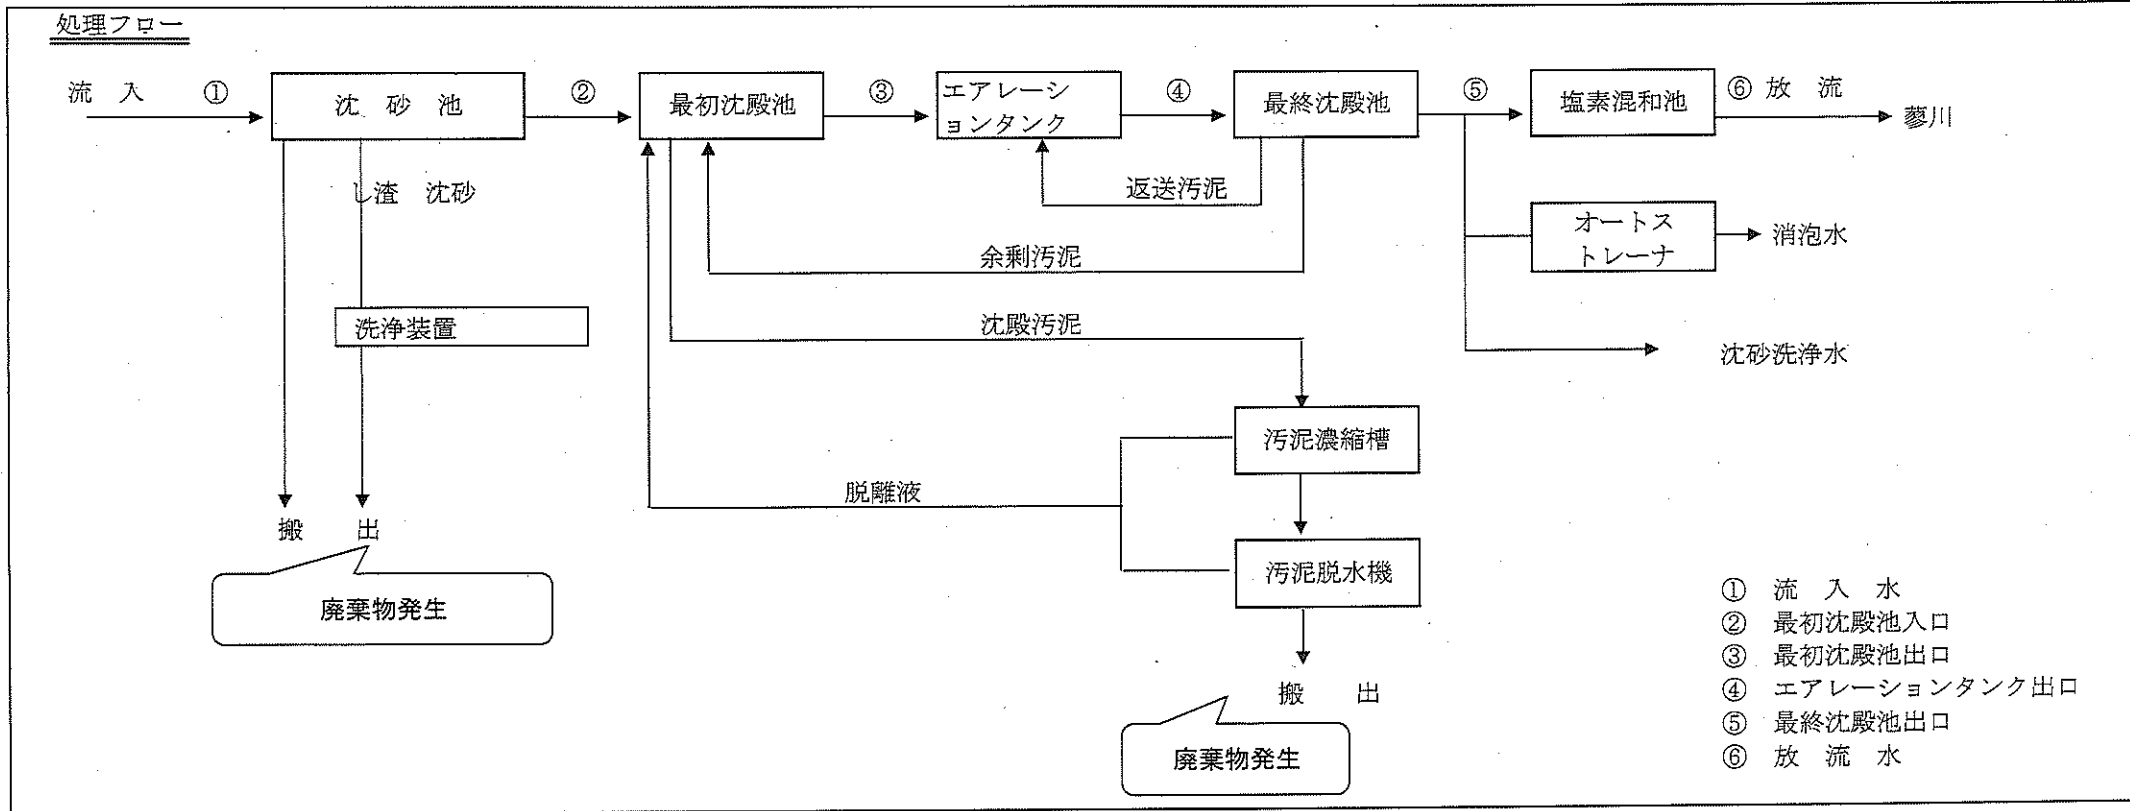 処理フロー
流 入 ① 沈 砂 池 ② 最初沈殿池 ③ エアレーシ ④ 最終沈殿池 ⑤ 塩素混和池 ⑥ 放 流
ョンタンク
蓼川
し渣 沈砂
返送汚泥
オートス
トレーナ
消泡水
余剰汚泥
洗浄装置
沈殿汚泥
沈砂洗浄水
汚泥濃縮槽
脱離液
搬 出
汚泥脱水機
廃棄物発生
搬 出
廃棄物発生
① 流 入 水
② 最初沈殿池入口
③ 最初沈殿池出口
④ エアレーションタンク出口
⑤ 最終沈殿池出口
⑥ 放 流 水